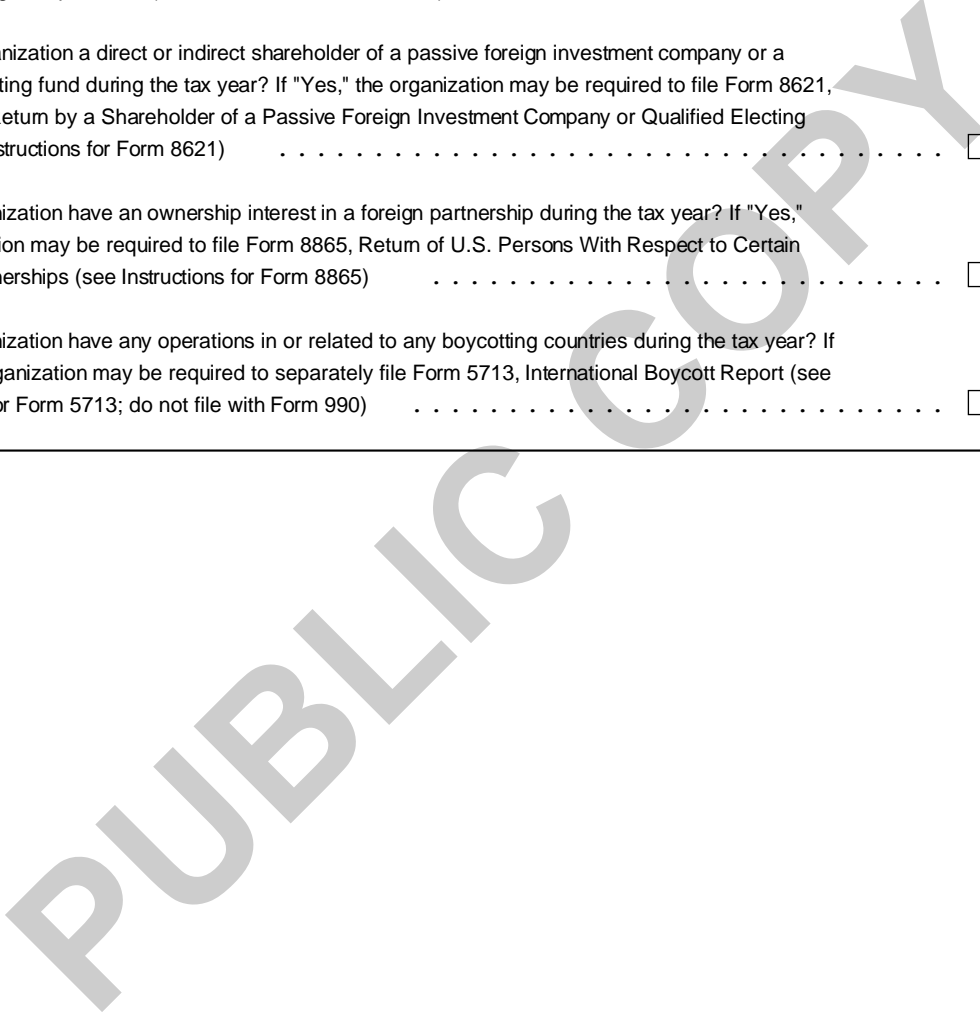 nization a direct or indirect shareholder of a passive foreign investment company or a
ting fund during the tax year? If "Yes," the organization may be required to file Form 8621,
eturn by a Shareholder of a Passive Foreign Investment Company or Qualified Electing
structions for Form 8621) . . . . . . . . . . . . . . . . . . . . . . . . . . . . . . . . . . .
ization have an ownership interest in a foreign partnership during the tax year? If "Yes,"
ion may be required to file Form 8865, Return of U.S. Persons With Respect to Certain
erships (see Instructions for Form 8865) . . . . . . . . . . . . . . . . . . . . . . . . . . .
ization have any operations in or related to any boycotting countries during the tax year? If
ganization may be required to separately file Form 5713, International Boycott Report (see
or Form 5713; do not file with Form 990) . . . . . . . . . . . . . . . . . . . . . . . . . . . .
PUBLIC COPY